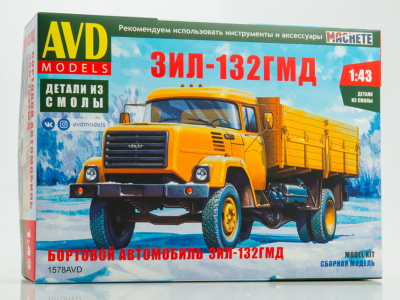 AVD
MODELS
Рекомендуем использовать инструменты и аксессуары
MACHETE
ДЕТАЛИ ИЗ
СМОЛЫ
ЗИЛ-132ГМД
1:43
ДЕТАЛИ
ИЗ СМОЛЫ
avdmodels
БОРТОВОЙ АВТОМОБИЛЬ ЗИЛ-132ГМД
1578AVD
MODEL KIT
СБОРНАЯ МОДЕЛЬ